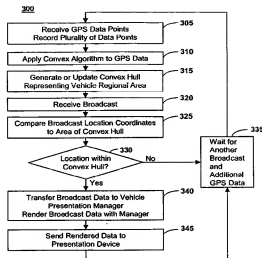 300
Receive GPS Data Points
Record Plurality of Data Points
305
Apply Convex Algorithm to GPS Data
310
Generate or Update Convex Hull
Representing Vehicle Regional Area
315
Receive Broadcast
320
Compare Broadcast Location Coordinates
to Area of Convex Hull
325
Location within
Convex Hull?
330
No
Yes
Wait for
Another
Broadcast
and
Additional
GPS Data
335
Transfer Broadcast Data to Vehicle
Presentation Manager
Render Broadcast Data with Manager
340
Send Rendered Data to
Presentation Device
345